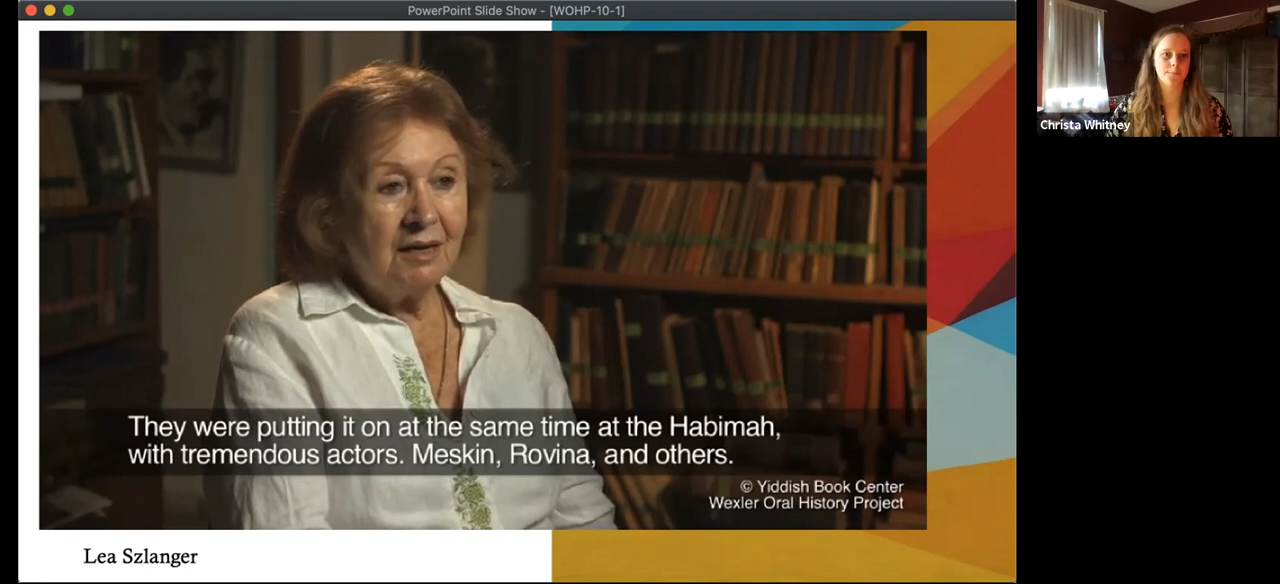 PowerPoint Slide Show - [WOHP-10-1]
Christa Whitney
They were putting it on at the same time at the Habimah,
with tremendous actors. Meskin, Rovina, and others.
© Yiddish Book Center
Wexler Oral History Project
Lea Szlanger